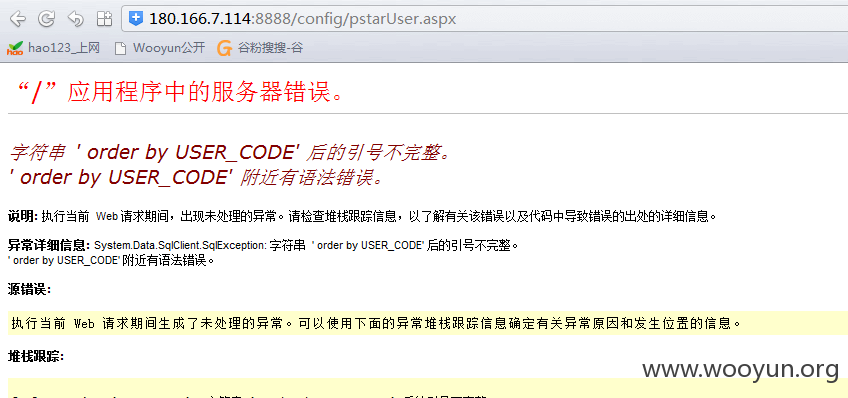 180.166.7.114:8888/config/pstarUser.aspx
hao123_上网 Wooyun公开 谷粉搜搜-谷
“/”应用程序中的服务器错误。
字符串 ' order by USER_CODE' 后的引号不完整。
' order by USER_CODE' 附近有语法错误。
说明: 执行当前 Web 请求期间，出现未处理的异常。请检查堆栈跟踪信息，以了解有关该错误以及代码中导致错误的出处的详细信息。
异常详细信息: System.Data.SqlClient.SqlException: 字符串 ' order by USER_CODE' 后的引号不完整。
' order by USER_CODE' 附近有语法错误。
源错误:
执行当前 Web 请求期间生成了未处理的异常。可以使用下面的异常堆栈跟踪信息确定有关异常原因和发生位置的信息。
堆栈跟踪:
www.wooyun.org